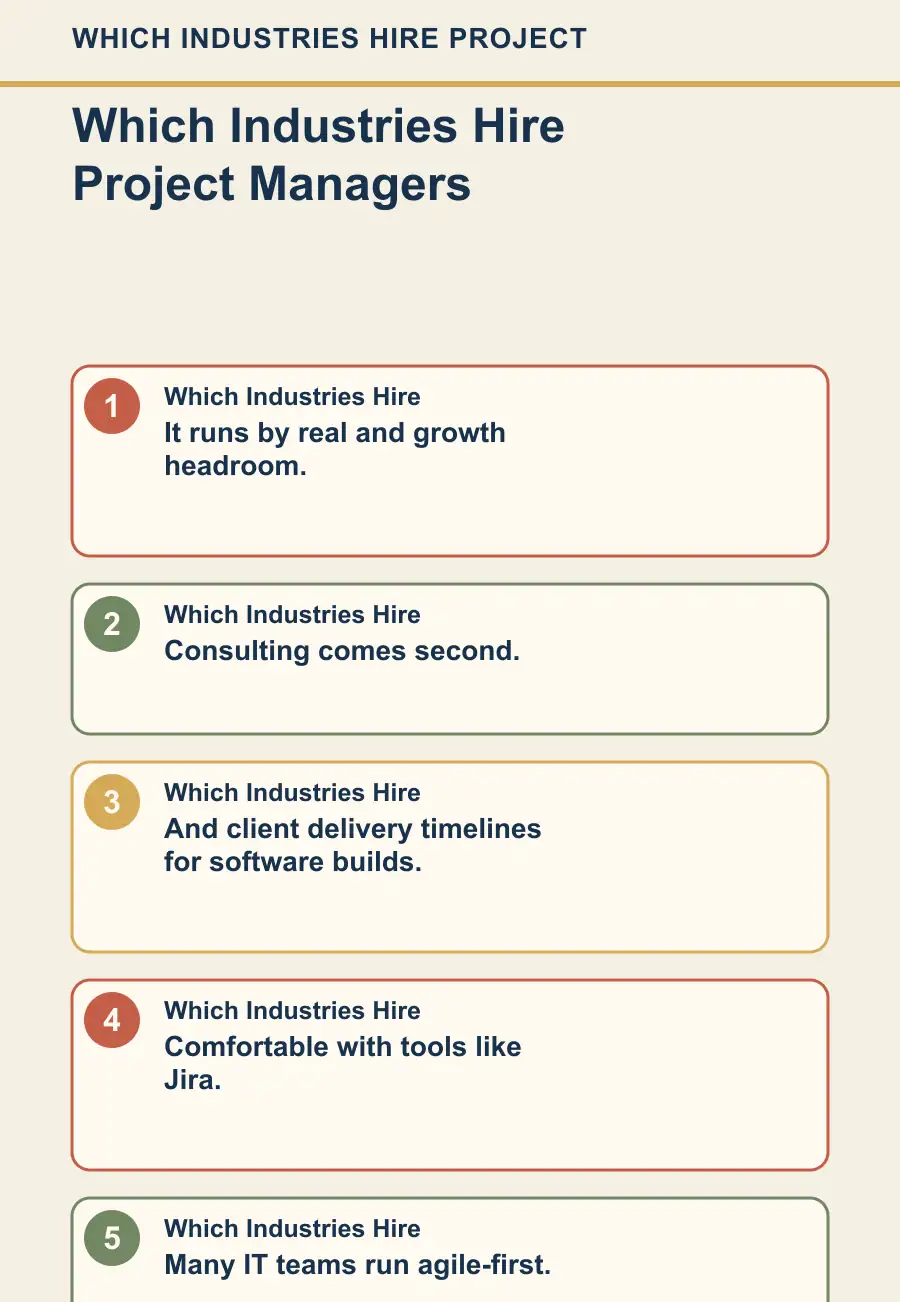 WHICH INDUSTRIES HIRE PROJECT
Which Industries Hire
Project Managers
1
Which Industries Hire
It runs by real and growth
headroom.
2
Which Industries Hire
Consulting comes second.
3
Which Industries Hire
And client delivery timelines
for software builds.
4
Which Industries Hire
Comfortable with tools like
Jira.
5
Which Industries Hire
Many IT teams run agile-first.